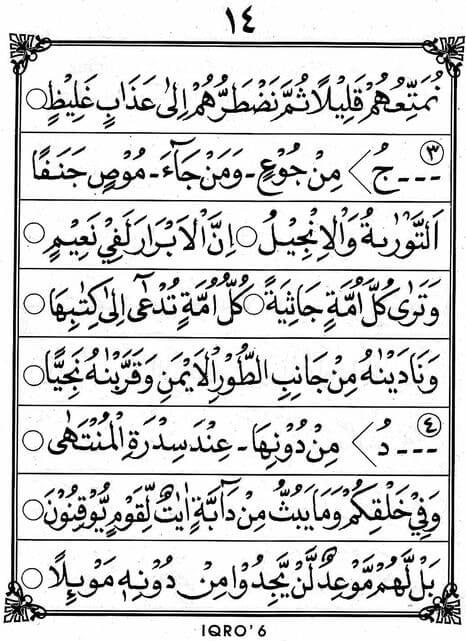 ١٤
نُمَتِّعُهُمْ قَلِيْلًا ثُمَّ نَضْطَرُّهُمْ اِلٰى عَذَابٍ غَلِيْظٍ ○
٣ ـ ـ ـ جُ 〉 مِنْ جُوْعٍ - وَمَنْ جَآءَ - مُوْصٍ جَنَفًا
اَلتَّوْرٰىةُ وَالْاِنْجِيْلُ ○ اِنَّ الْاَبْرَارَ لَفِيْ نَعِيْمٍ ○
وَتَرٰى كُلَّ اُمَّةٍ جَاثِيَةً ○ كُلُّ اُمَّةٍ تُدْعٰٓى اِلٰى كِتٰبِهَا ○
وَنَادَيْنٰهُ مِنْ جَانِبِ الطُّوْرِ الْاَيْمَنِ وَقَرَّبْنٰهُ نَجِيًّا ○
٤ ـ ـ ـ دُ 〉 مِنْ دُوْنِهَا - عِنْدَ سِدْرَةِ الْمُنْتَهٰى ○
وَفِيْ خَلْقِكُمْ وَمَا يَبُثُّ مِنْ دَآبَّةٍ اٰيٰتٌ لِّقَوْمٍ يُّوْقِنُوْنَ ○
بَلْ لَّهُمْ مَّوْعِدٌ لَّنْ يَّجِدُوْا مِنْ دُوْنِهٖ مَوْئِلًا ○
IQRO' 6